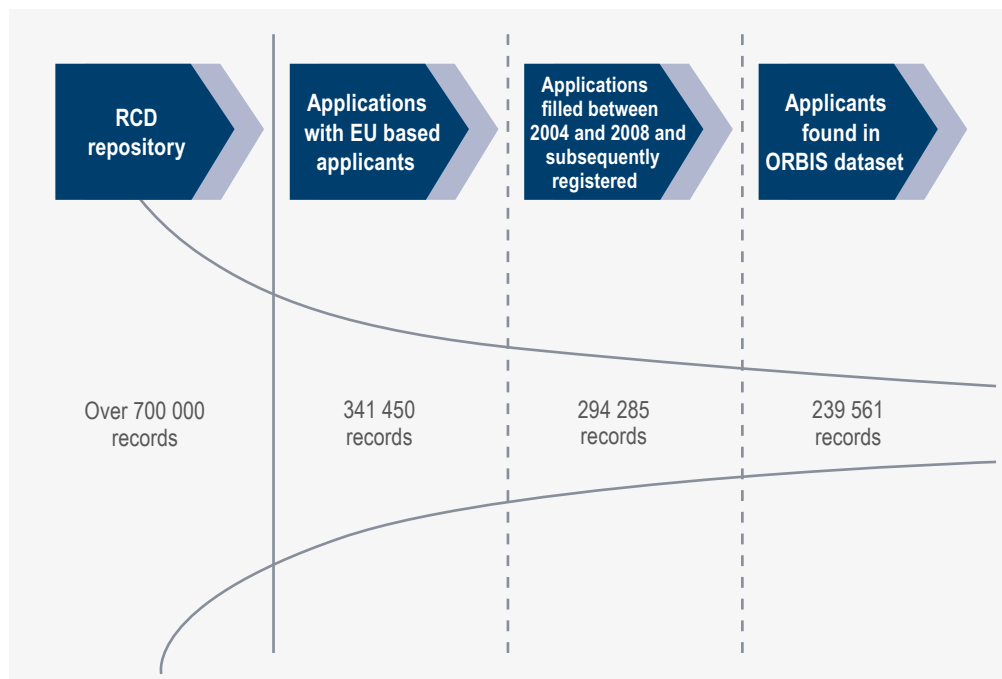 RCD
repository
Applications
with EU based
applicants
Applications
filled between
2004 and 2008 and
subsequently
registered
Applicants
found in
ORBIS dataset
Over 700 000
records
341 450
records
294 285
records
239 561
records